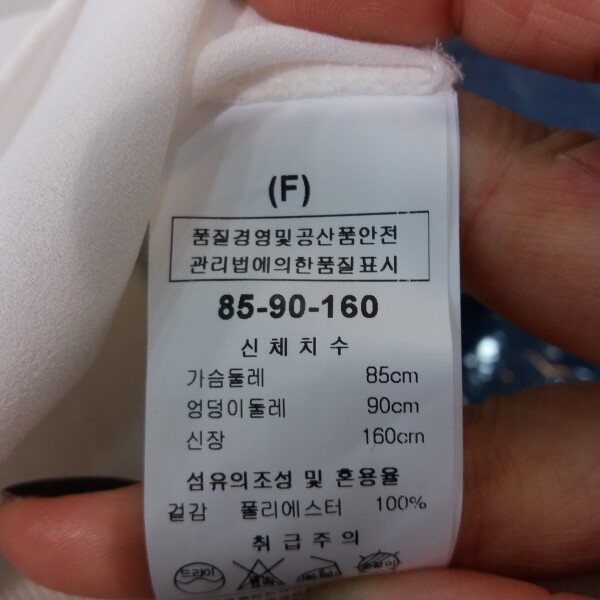 (F)
품질경영및공산품안전
관리법에의한품질표시
85-90-160
신체치수
가슴둘레 85cm
엉덩이둘레 90cm
신장 160cm
섬유의조성 및 혼용율
겉감 폴리에스터 100%
취급주의
드라이